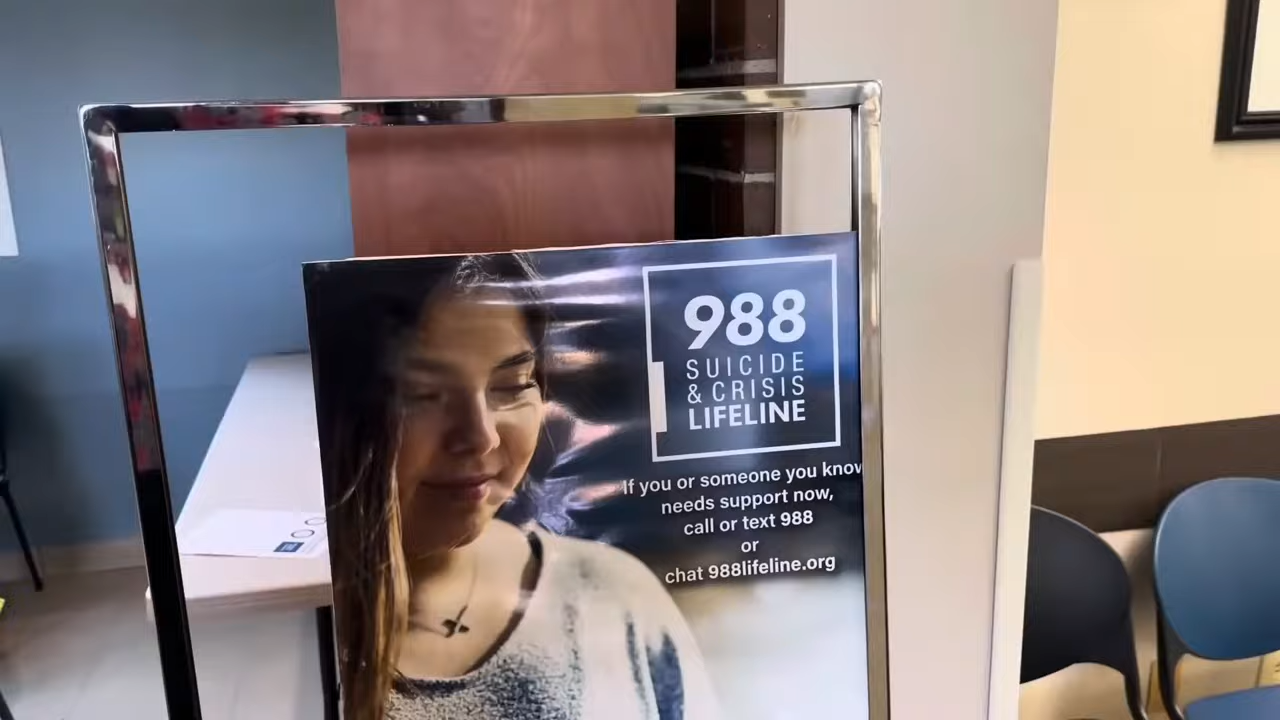 988
SUICIDE
& CRISIS
LIFELINE
If you or someone you know
needs support now,
call or text 988
or
chat 988lifeline.org